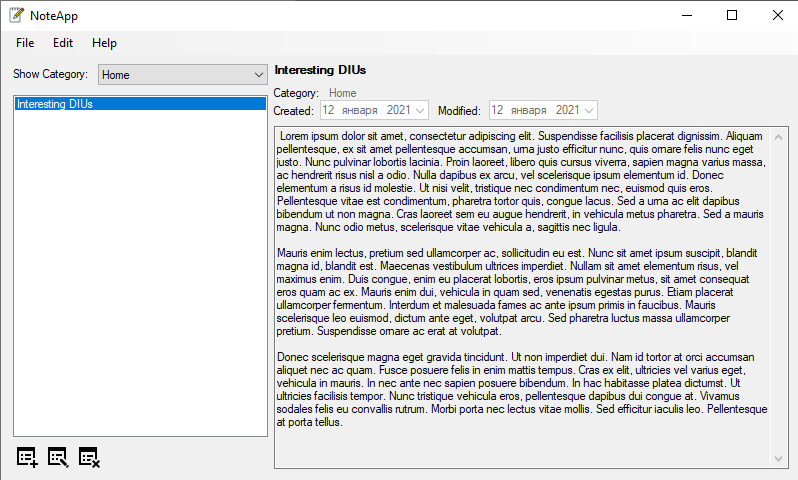 NoteApp
File Edit Help
Show Category: Home
Interesting DIUs
Interesting DIUs
Category: Home
Created: 12 января 2021 Modified: 12 января 2021
Lorem ipsum dolor sit amet, consectetur adipiscing elit. Suspendisse facilisis placerat dignissim. Aliquam
pellentesque, ex sit amet pellentesque accumsan, urna justo efficitur nunc, quis ornare felis nunc eget
justo. Nunc pulvinar lobortis lacinia. Proin laoreet, libero quis cursus viverra, sapien magna varius massa,
ac hendrerit risus nisl a odio. Nulla dapibus ex arcu, vel scelerisque ipsum elementum id. Donec
elementum a risus id molestie. Ut nisi velit, tristique nec condimentum nec, euismod quis eros.
Pellentesque vitae est condimentum, pharetra tortor quis, congue lacus. Sed a urna ac elit dapibus
bibendum ut non magna. Cras laoreet sem eu augue hendrerit, in vehicula metus pharetra. Sed a mauris
magna. Nunc odio metus, scelerisque vitae vehicula a, sagittis nec ligula.
Mauris enim lectus, pretium sed ullamcorper ac, sollicitudin eu est. Nunc sit amet ipsum suscipit, blandit
magna id, blandit est. Maecenas vestibulum ultrices imperdiet. Nullam sit amet elementum risus, vel
maximus enim. Duis congue, enim eu placerat lobortis, eros ipsum pulvinar metus, sit amet consequat
eros quam ac ex. Mauris enim dui, vehicula in quam sed, venenatis egestas purus. Etiam placerat
ullamcorper fermentum. Interdum et malesuada fames ac ante ipsum primis in faucibus. Mauris
scelerisque leo euismod, dictum ante eget, volutpat arcu. Sed pharetra luctus massa ullamcorper
pretium. Suspendisse ornare ac erat at volutpat.
Donec scelerisque magna eget gravida tincidunt. Ut non imperdiet dui. Nam id tortor at orci accumsan
aliquet nec ac quam. Fusce posuere felis in enim mattis tempus. Cras ex elit, ultricies vel varius eget,
vehicula in mauris. In nec ante nec sapien posuere bibendum. In hac habitasse platea dictumst. Ut
ultricies facilisis tempor. Nunc tristique vehicula eros, pellentesque dapibus dui congue at. Vivamus
sodales felis eu convallis rutrum. Morbi porta nec lectus vitae mollis. Sed efficitur iaculis leo. Pellentesque
at porta tellus.